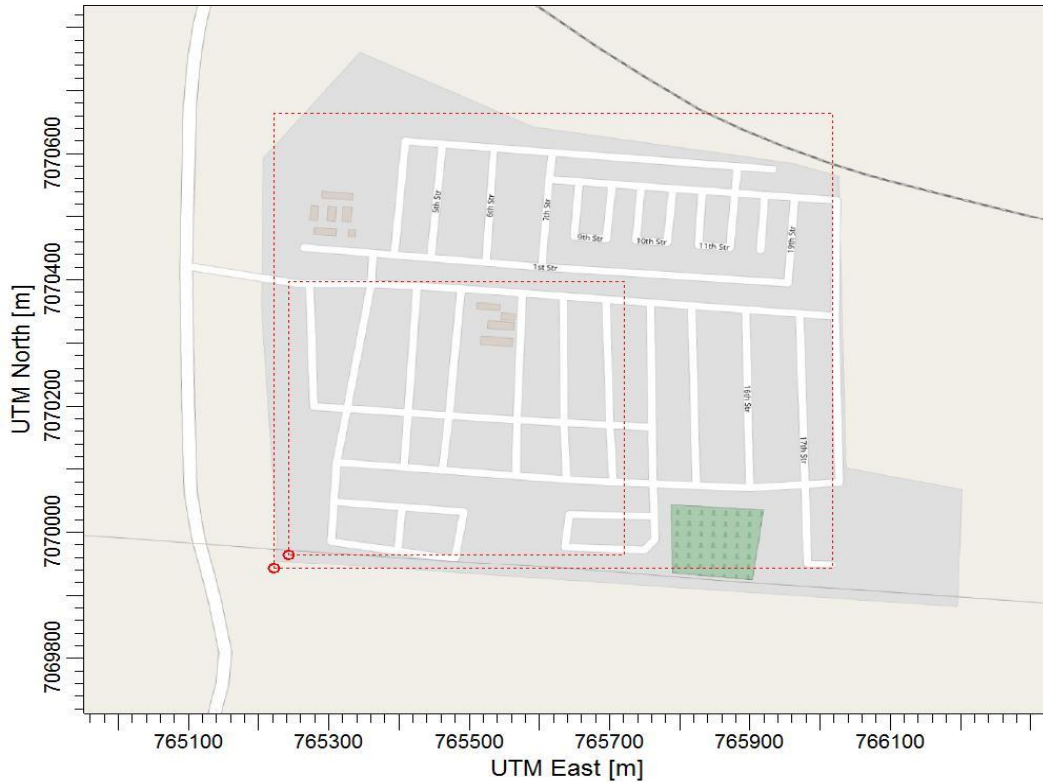 7070600
7070400
7070200
7070000
7069800
UTM North [m]
5th Str
6th Str
7th Str
9th Str
10th Str
11th Str
19th Str
1st Str
16th Str
17th Str
765100
765300
765500
765700
765900
766100
UTM East [m]